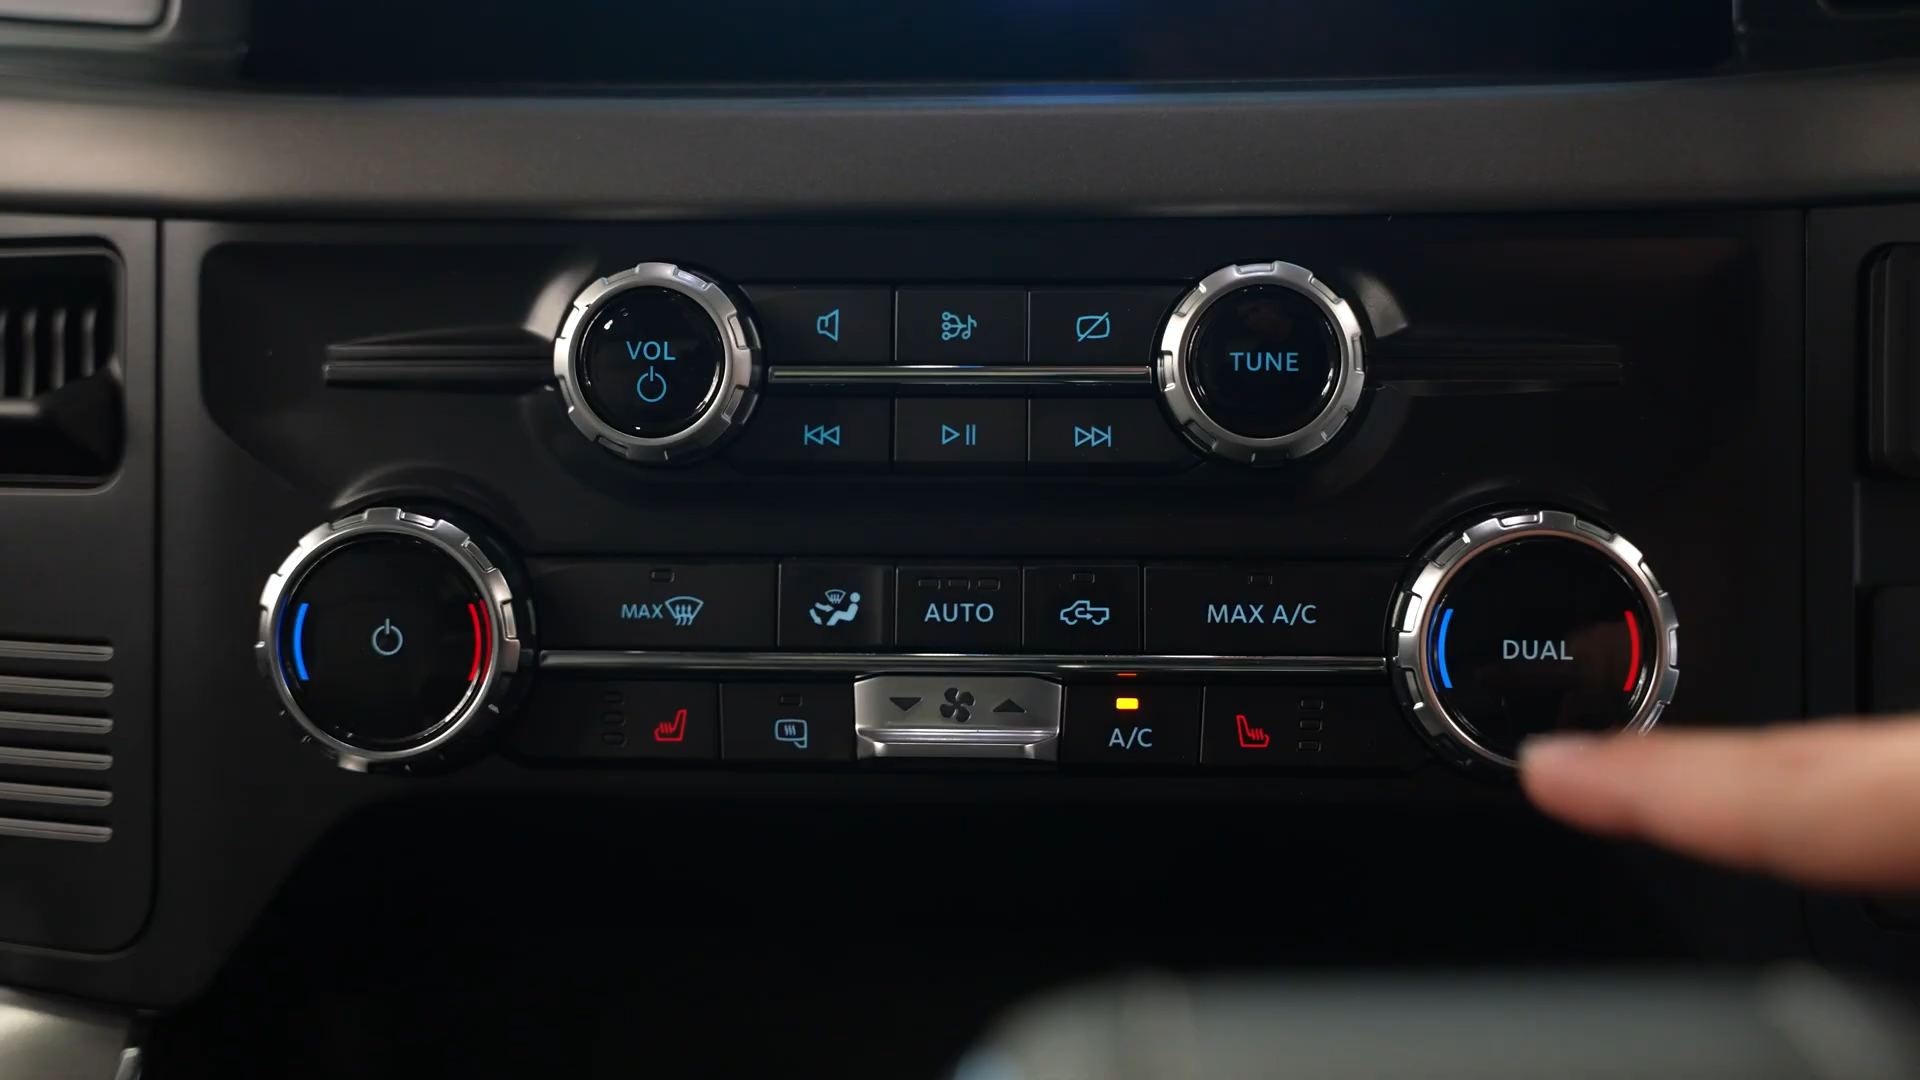 VOL
TUNE
MAX
AUTO
MAX A/C
DUAL
A/C